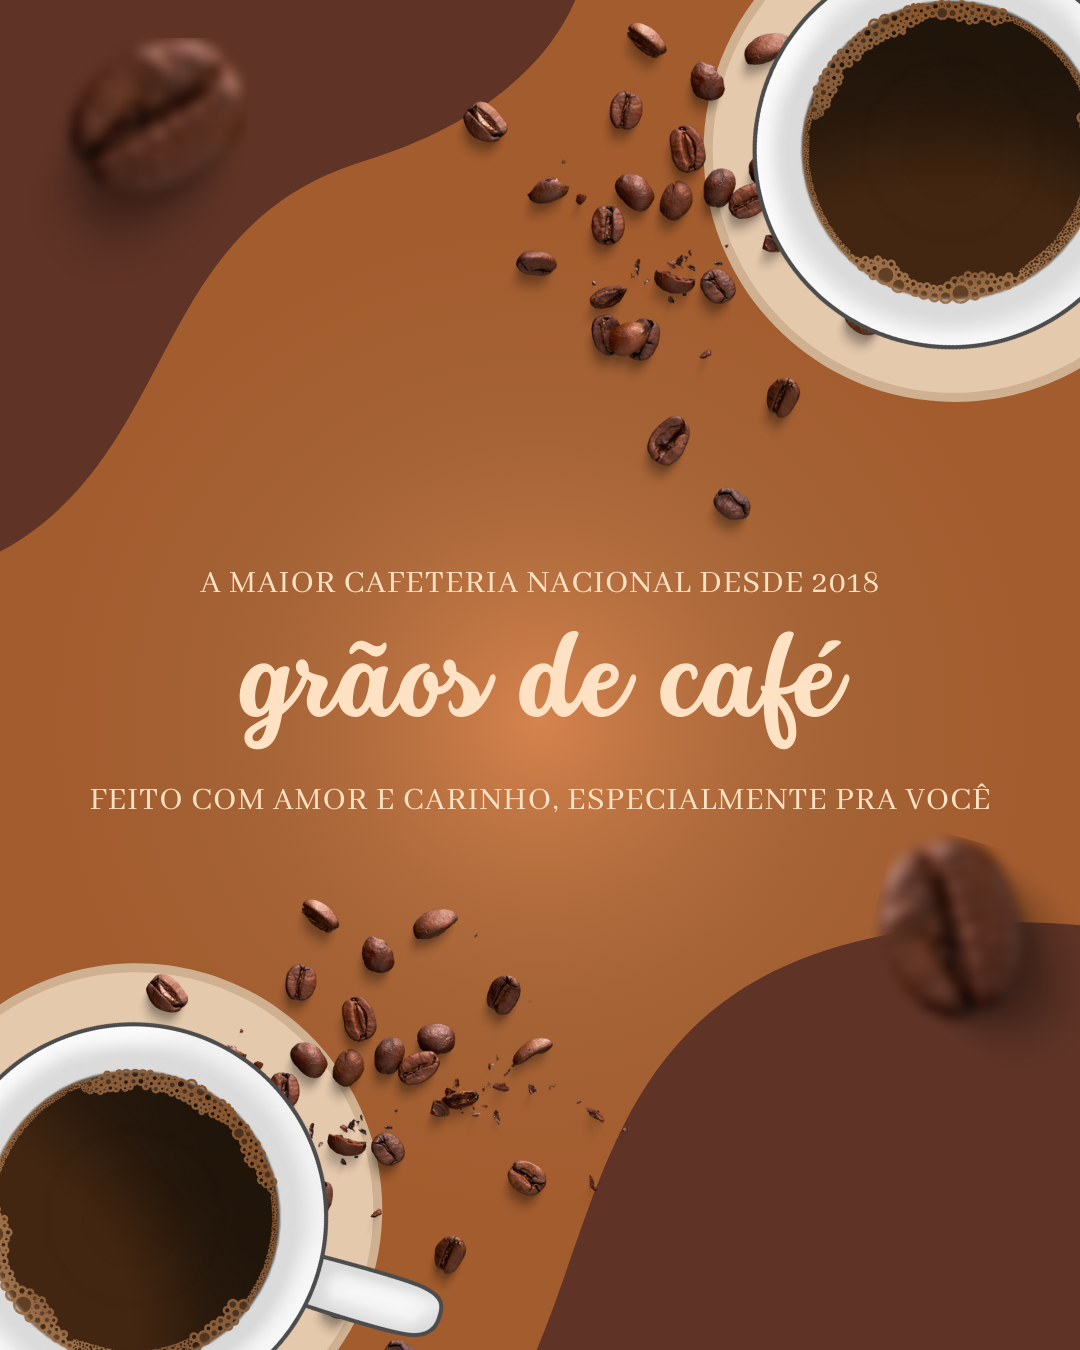 A MAIOR CAFETERIA NACIONAL DESDE 2018
grãos de café
FEITO COM AMOR E CARINHO, ESPECIALMENTE PRA VOCÊ